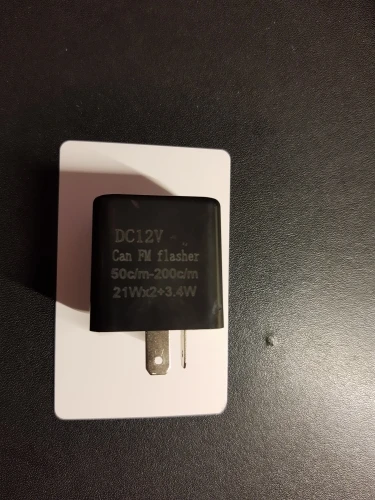 DC12V
Can FM flasher
50c/m-200c/m
21Wx2+3.4W